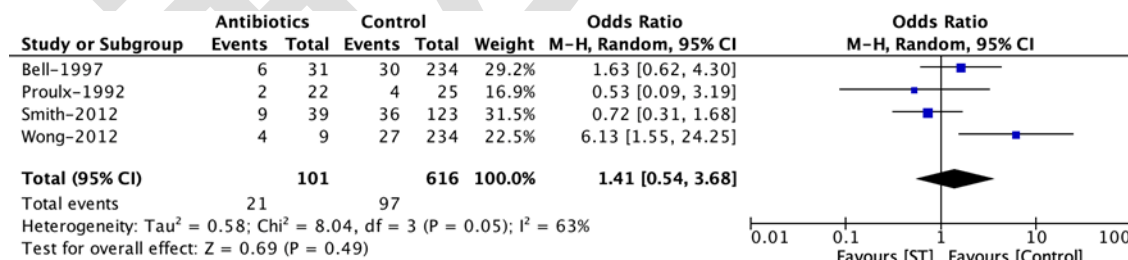 Antibiotics Control Odds Ratio Odds Ratio
Study or Subgroup Events Total Events Total Weight M-H, Random, 95% CI M-H, Random, 95% CI
Bell-1997 6 31 30 234 29.2% 1.63 [0.62, 4.30]
Proulx-1992 2 22 4 25 16.9% 0.53 [0.09, 3.19]
Smith-2012 9 39 36 123 31.5% 0.72 [0.31, 1.68]
Wong-2012 4 9 27 234 22.5% 6.13 [1.55, 24.25]
Total (95% CI) 101 616 100.0% 1.41 [0.54, 3.68]
Total events 21 97
Heterogeneity: Tau² = 0.58; Chi² = 8.04, df = 3 (P = 0.05); I² = 63%
Test for overall effect: Z = 0.69 (P = 0.49)
0.01 0.1 1 10 100
Favours [ST] Favours [Control]